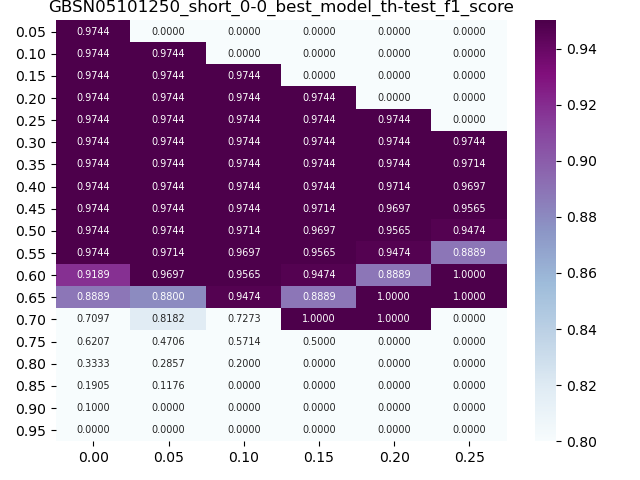 GBSN05101250_short_0-0_best_model_th-test_f1_score
0.05 0.9744 0.0000 0.0000 0.0000 0.0000 0.0000
0.10 0.9744 0.9744 0.0000 0.0000 0.0000 0.0000
0.15 0.9744 0.9744 0.9744 0.0000 0.0000 0.0000
0.20 0.9744 0.9744 0.9744 0.9744 0.0000 0.0000
0.25 0.9744 0.9744 0.9744 0.9744 0.9744 0.0000
0.30 0.9744 0.9744 0.9744 0.9744 0.9744 0.9744
0.35 0.9744 0.9744 0.9744 0.9744 0.9744 0.9714
0.40 0.9744 0.9744 0.9744 0.9744 0.9714 0.9697
0.45 0.9744 0.9744 0.9744 0.9714 0.9697 0.9565
0.50 0.9744 0.9744 0.9714 0.9697 0.9565 0.9474
0.55 0.9744 0.9714 0.9697 0.9565 0.9474 0.8889
0.60 0.9189 0.9697 0.9565 0.9474 0.8889 1.0000
0.65 0.8889 0.8800 0.9474 0.8889 1.0000 1.0000
0.70 0.7097 0.8182 0.7273 1.0000 1.0000 0.0000
0.75 0.6207 0.4706 0.5714 0.5000 0.0000 0.0000
0.80 0.3333 0.2857 0.2000 0.0000 0.0000 0.0000
0.85 0.1905 0.1176 0.0000 0.0000 0.0000 0.0000
0.90 0.1000 0.0000 0.0000 0.0000 0.0000 0.0000
0.95 0.0000 0.0000 0.0000 0.0000 0.0000 0.0000
0.00 0.05 0.10 0.15 0.20 0.25
0.94
0.92
0.90
0.88
0.86
0.84
0.82
0.80